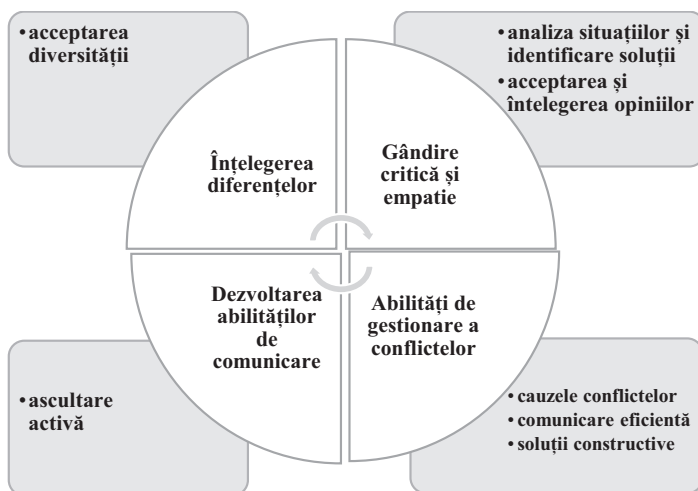 • acceptarea
diversității
• analiza situațiilor și
identificare soluții
• acceptarea și
întelegerea opiniilor
Înțelegerea
diferențelor
Gândire
critică și
empatie
Dezvoltarea
abilităților
de
comunicare
Abilități de
gestionare a
conflictelor
• ascultare
activă
• cauzele conflictelor
• comunicare eficientă
• soluții constructive